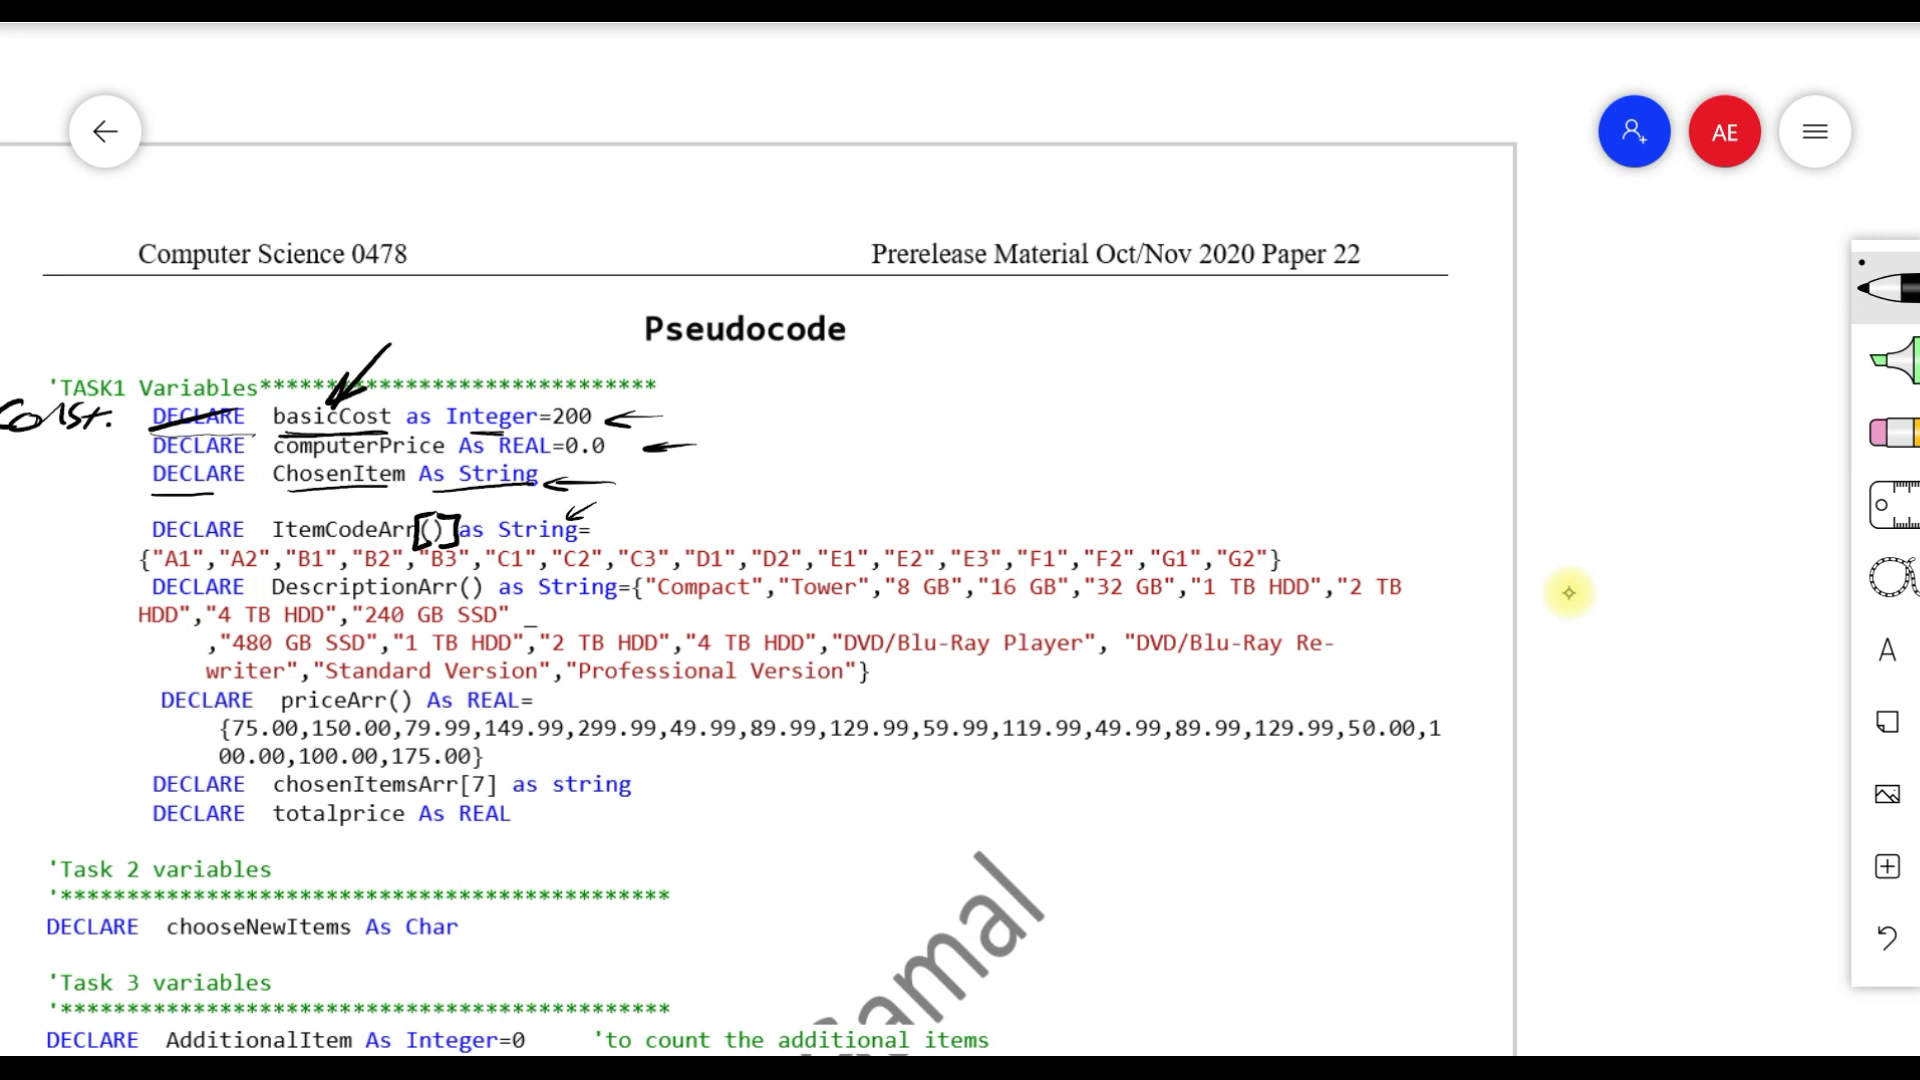 AE
Computer Science 0478 Prerelease Material Oct/Nov 2020 Paper 22
Pseudocode
'TASK1 Variables******************************
Const. DECLARE basicCost as Integer=200
DECLARE computerPrice As REAL=0.0
DECLARE ChosenItem As String
DECLARE ItemCodeArr() as String=
{"A1","A2","B1","B2","B3","C1","C2","C3","D1","D2","E1","E2","E3","F1","F2","G1","G2"}
DECLARE DescriptionArr() as String={"Compact","Tower","8 GB","16 GB","32 GB","1 TB HDD","2 TB
HDD","4 TB HDD","240 GB SSD" _
,"480 GB SSD","1 TB HDD","2 TB HDD","4 TB HDD","DVD/Blu-Ray Player", "DVD/Blu-Ray Re-
writer","Standard Version","Professional Version"}
DECLARE priceArr() As REAL=
{75.00,150.00,79.99,149.99,299.99,49.99,89.99,129.99,59.99,119.99,49.99,89.99,129.99,50.00,1
00.00,100.00,175.00}
DECLARE chosenItemsArr[7] as string
DECLARE totalprice As REAL
'Task 2 variables
'**********************************************
DECLARE chooseNewItems As Char
'Task 3 variables
'**********************************************
DECLARE AdditionalItem As Integer=0 'to count the additional items
A